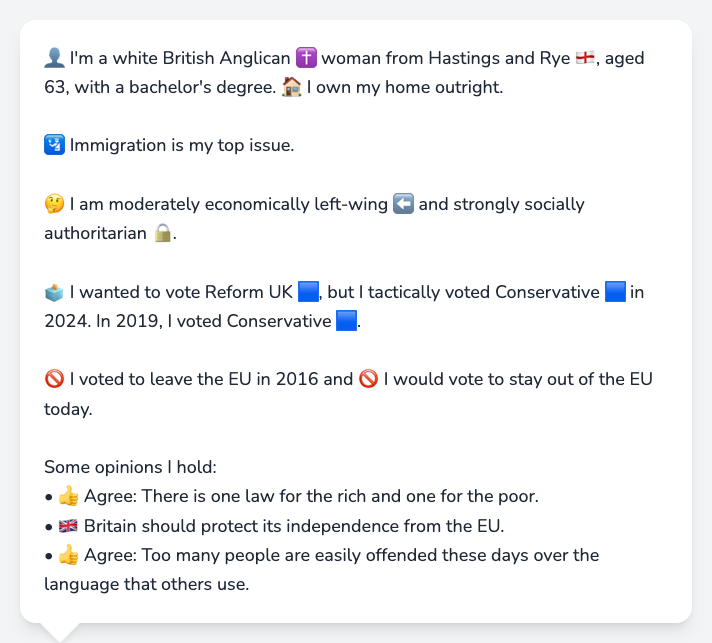 👤 I'm a white British Anglican ✝️ woman from Hastings and Rye 🏴󠁧󠁢󠁥󠁮󠁧󠁿, aged
63, with a bachelor's degree. 🏠 I own my home outright.
🛂 Immigration is my top issue.
🤔 I am moderately economically left-wing ⬅️ and strongly socially
authoritarian 🔒.
🗳️ I wanted to vote Reform UK 🟦, but I tactically voted Conservative 🟦 in
2024. In 2019, I voted Conservative 🟦.
🚫 I voted to leave the EU in 2016 and 🚫 I would vote to stay out of the EU
today.
Some opinions I hold:
• 👍 Agree: There is one law for the rich and one for the poor.
• 🇬🇧 Britain should protect its independence from the EU.
• 👍 Agree: Too many people are easily offended these days over the
language that others use.